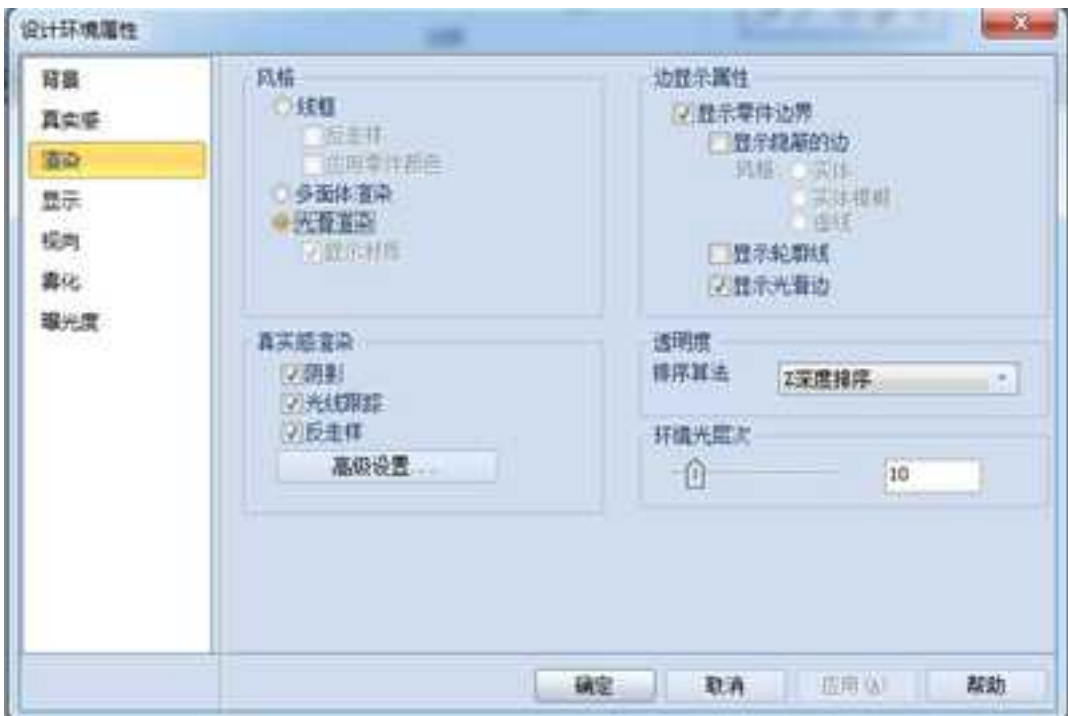 设计环境属性
背景
真实感
渲染
显示
视向
雾化
曝光度
风格
线框
反走样
应用零件颜色
多面体渲染
光滑渲染
显示材质
真实感渲染
阴影
光线跟踪
反走样
高级设置...
边显示属性
显示零件边界
显示隐藏的边
风格
实体
实体模糊
虚线
显示轮廓线
显示光滑边
透明度
排序算法 Z深度排序
环境光层次
10
确定 取消 应用(A) 帮助